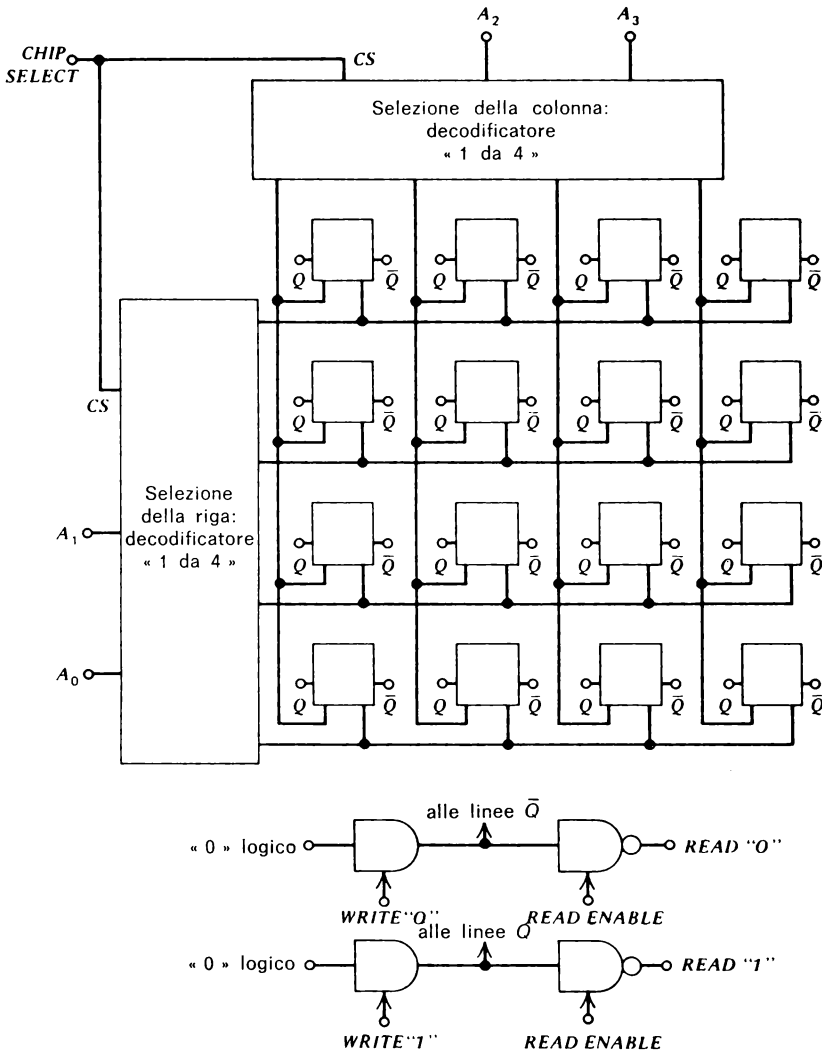 A₂ A₃
CHIP SELECT
CS
Selezione della colonna:
decodificatore
« 1 da 4 »
Q Q̅ Q Q̅ Q Q̅ Q Q̅
CS
Q Q̅ Q Q̅ Q Q̅ Q Q̅
Selezione
della riga:
decodificatore
« 1 da 4 »
A₁
Q Q̅ Q Q̅ Q Q̅ Q Q̅
A₀
Q Q̅ Q Q̅ Q Q̅ Q Q̅
alle linee Q̅
« 0 » logico
READ "0"
WRITE "0"
READ ENABLE
alle linee Q
« 0 » logico
READ "1"
WRITE "1"
READ ENABLE